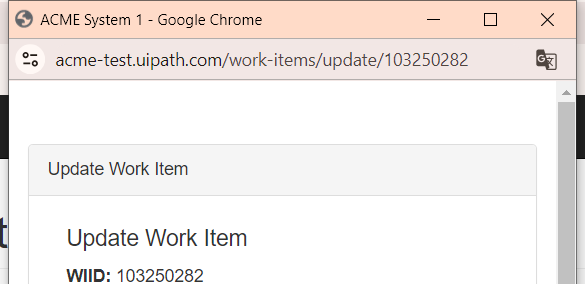 ACME System 1 - Google Chrome
acme-test.uipath.com/work-items/update/103250282
Update Work Item
Update Work Item
WIID: 103250282